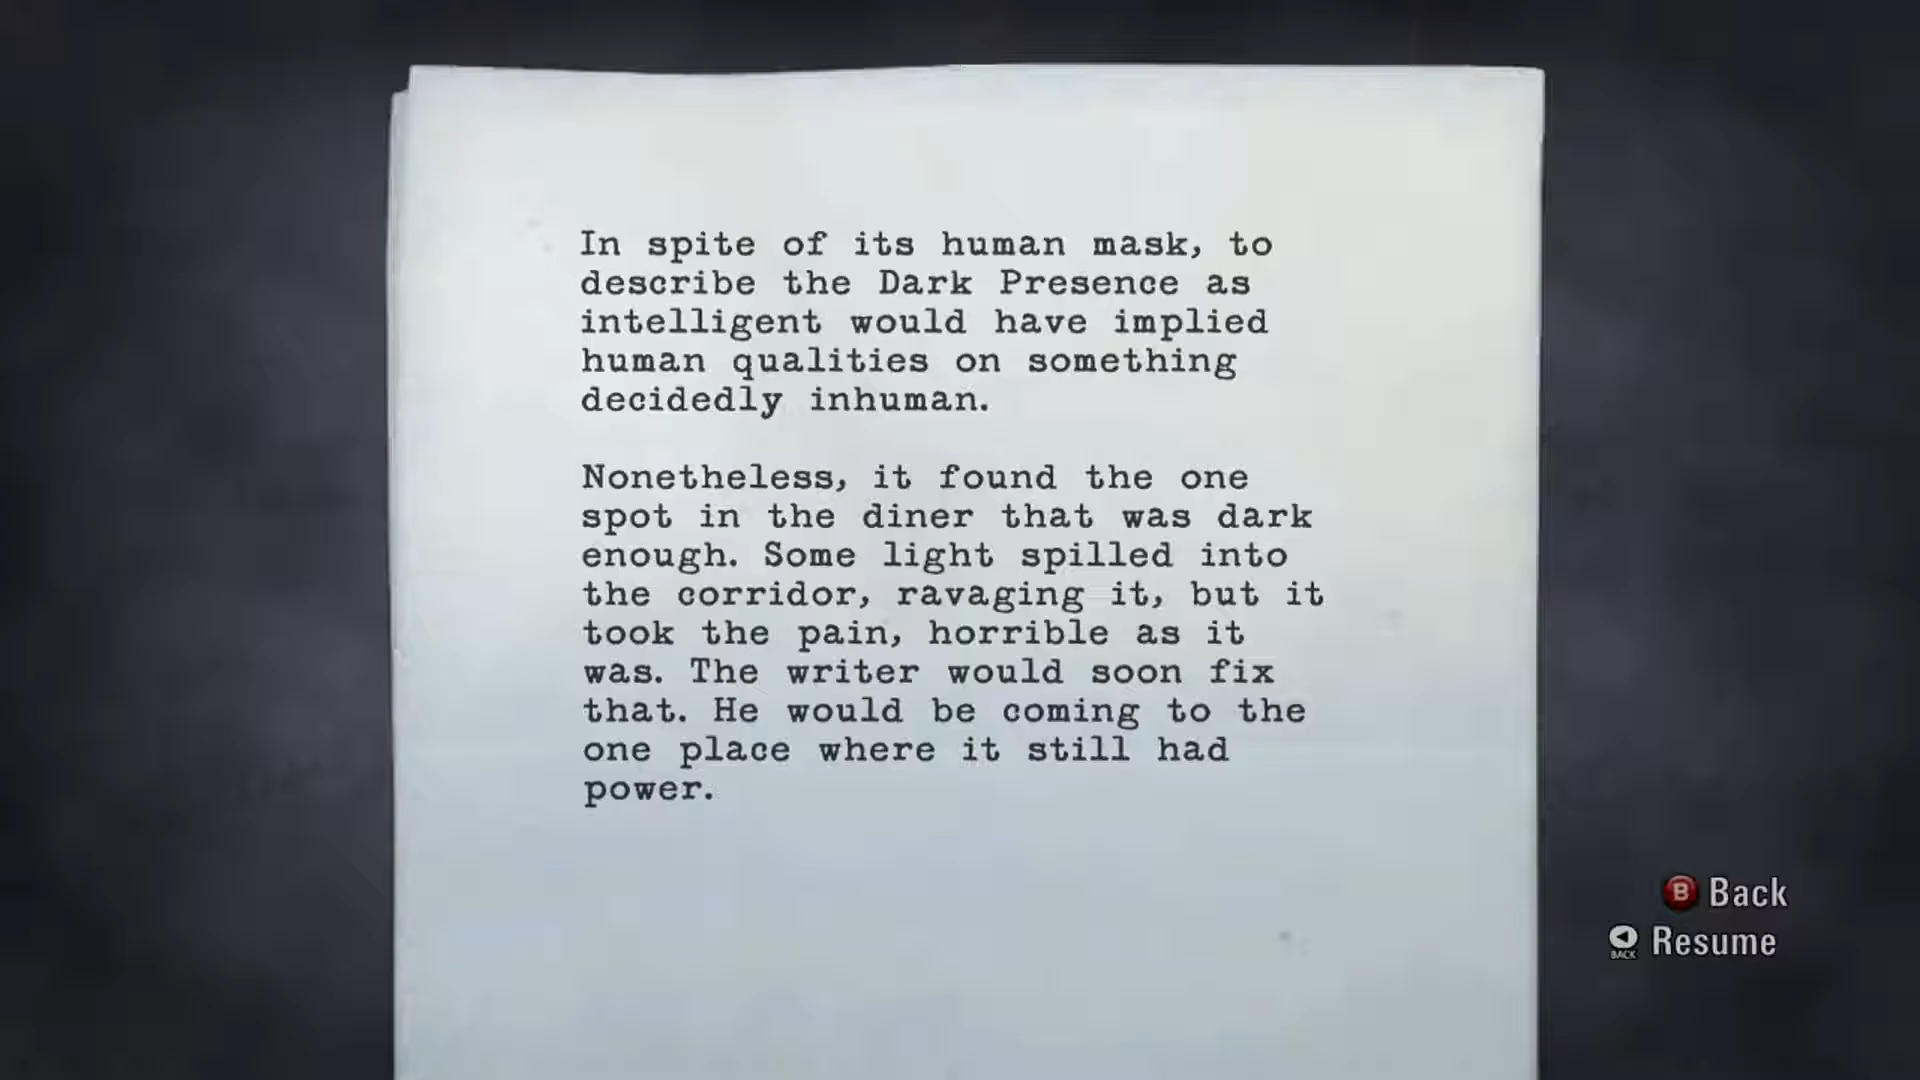 In spite of its human mask, to
describe the Dark Presence as
intelligent would have implied
human qualities on something
decidedly inhuman.
Nonetheless, it found the one
spot in the diner that was dark
enough. Some light spilled into
the corridor, ravaging it, but it
took the pain, horrible as it
was. The writer would soon fix
that. He would be coming to the
one place where it still had
power.
B Back
BACK Resume